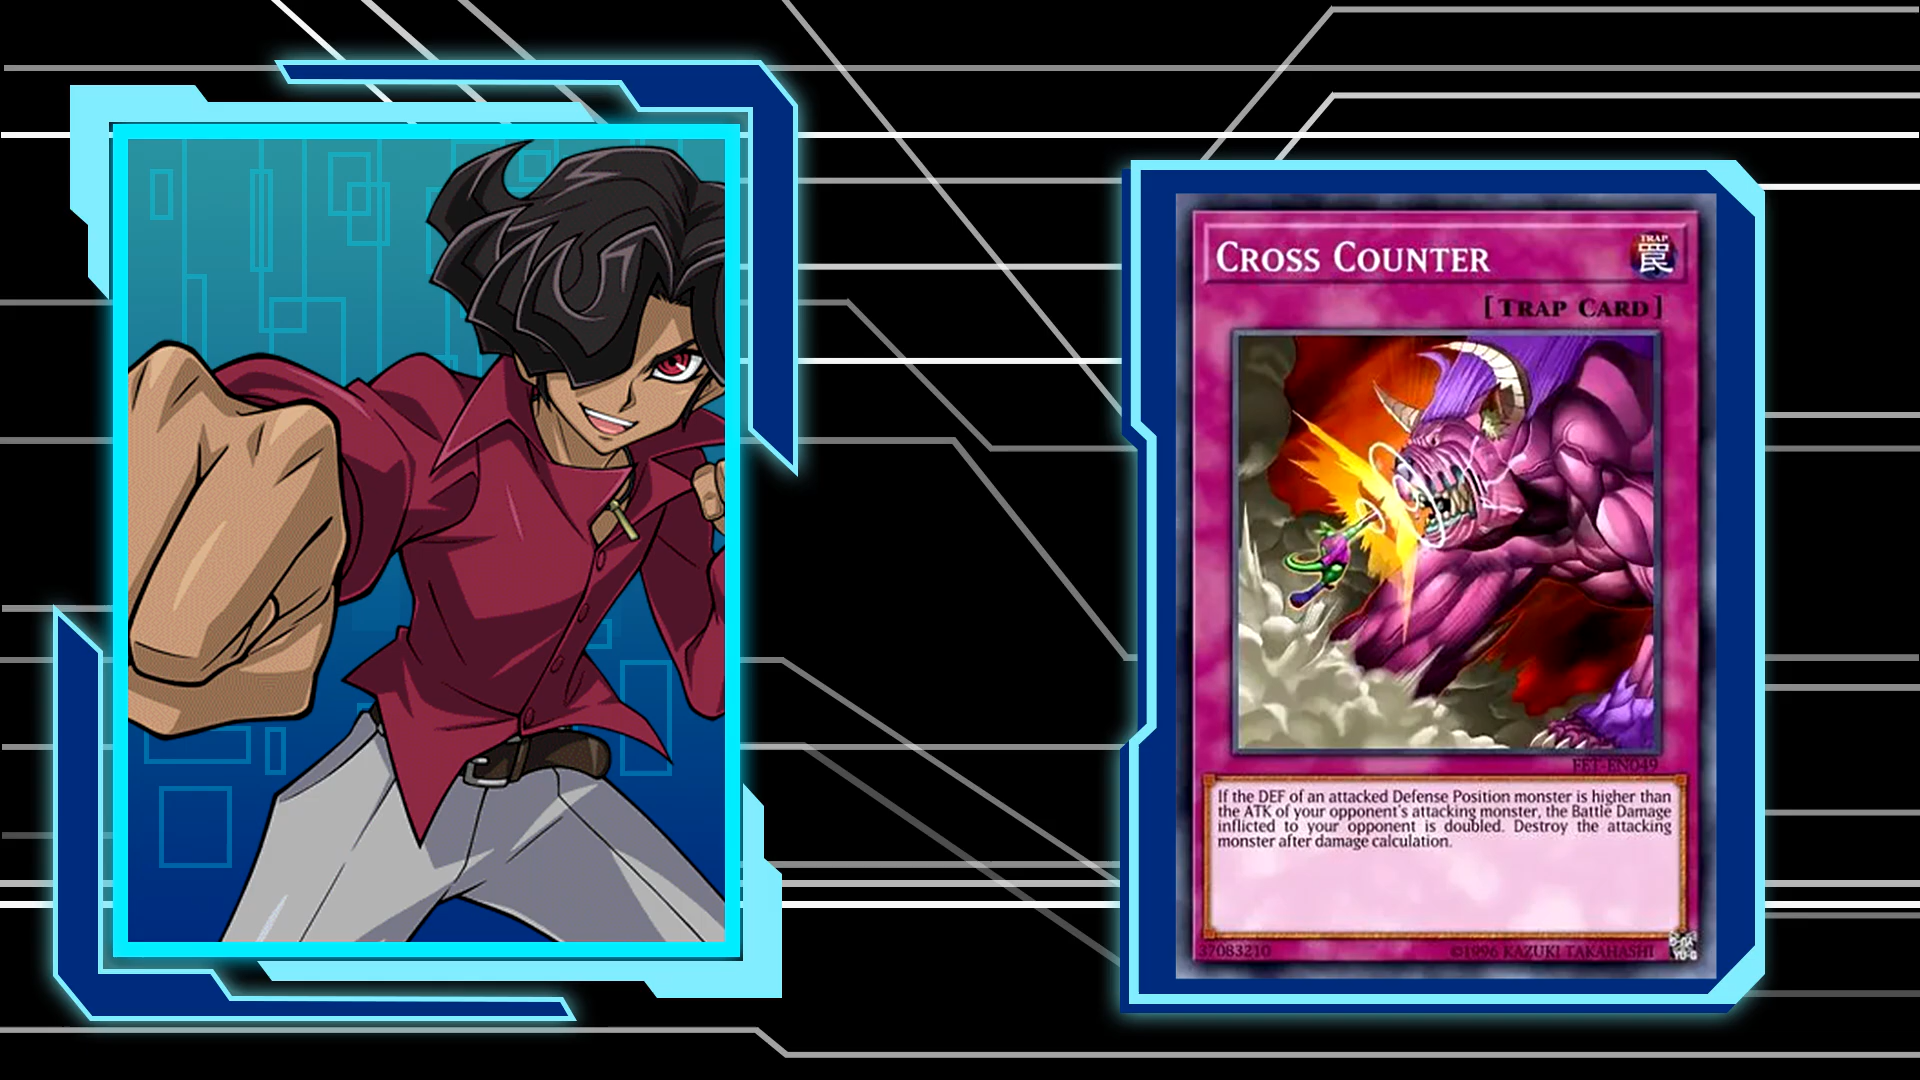 CROSS COUNTER
TRAP
罠
[TRAP CARD]
FET-EN049
If the DEF of an attacked Defense Position monster is higher than
the ATK of your opponent's attacking monster, the Battle Damage
inflicted to your opponent is doubled. Destroy the attacking
monster after damage calculation.
37083210
©1996 KAZUKI TAKAHASHI